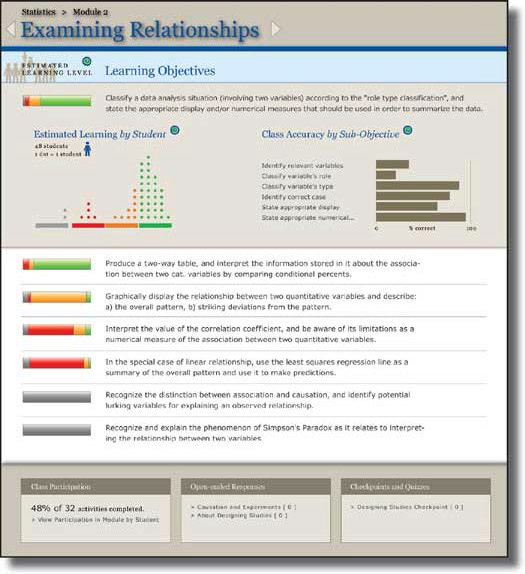 Statistics > Module 2
Examining Relationships
ESTIMATED
LEARNING LEVEL
Learning Objectives
Classify a data analysis situation (involving two variables) according to the "role type classification", and
state the appropriate display and/or numerical measures that should be used in order to summarize the data.
Estimated Learning by Student
48 students
1 dot = 1 student
Class Accuracy by Sub-Objective
Identify relevant variables
Classify variable's role
Classify variable's type
Identify correct case
State appropriate display
State appropriate numerical...
0 % correct 100
Produce a two-way table, and interpret the information stored in it about the associa-
tion between two cat. variables by comparing conditional percents.
Graphically display the relationship between two quantitative variables and describe:
a) the overall pattern, b) striking deviations from the pattern.
Interpret the value of the correlation coefficient, and be aware of its limitations as a
numerical measure of the association between two quantitative variables.
In the special case of linear relationship, use the least squares regression line as a
summary of the overall pattern and use it to make predictions.
Recognize the distinction between association and causation, and identify potential
lurking variables for explaining an observed relationship.
Recognize and explain the phenomenon of Simpson's Paradox as it relates to interpret-
ing the relationship between two variables.
Class Participation
48% of 32 activities completed.
> View Participation in Module by Student
Open-ended Responses
> Causation and Experiments [ 0 ]
> About Designing Studies [ 0 ]
Checkpoints and Quizzes
> Designing Studies Checkpoint [ 0 ]